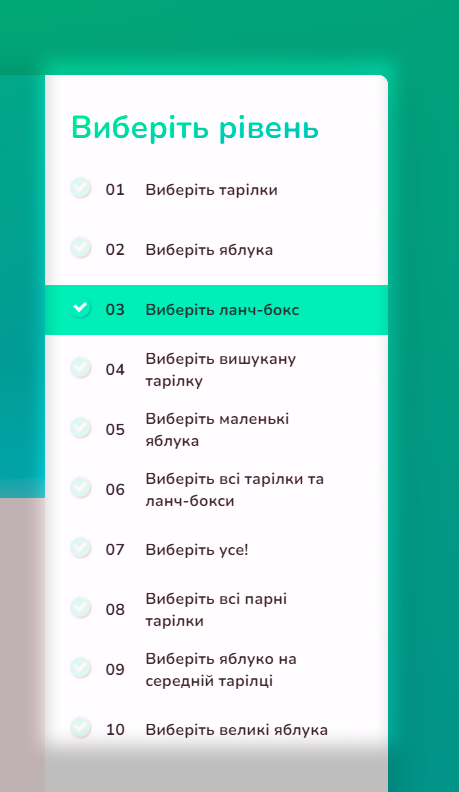 Виберіть рівень
01 Виберіть тарілки
02 Виберіть яблука
03 Виберіть ланч-бокс
04 Виберіть вишукану
тарілку
05 Виберіть маленькі
яблука
06 Виберіть всі тарілки та
ланч-бокси
07 Виберіть усе!
08 Виберіть всі парні
тарілки
09 Виберіть яблуко на
середній тарілці
10 Виберіть великі яблука